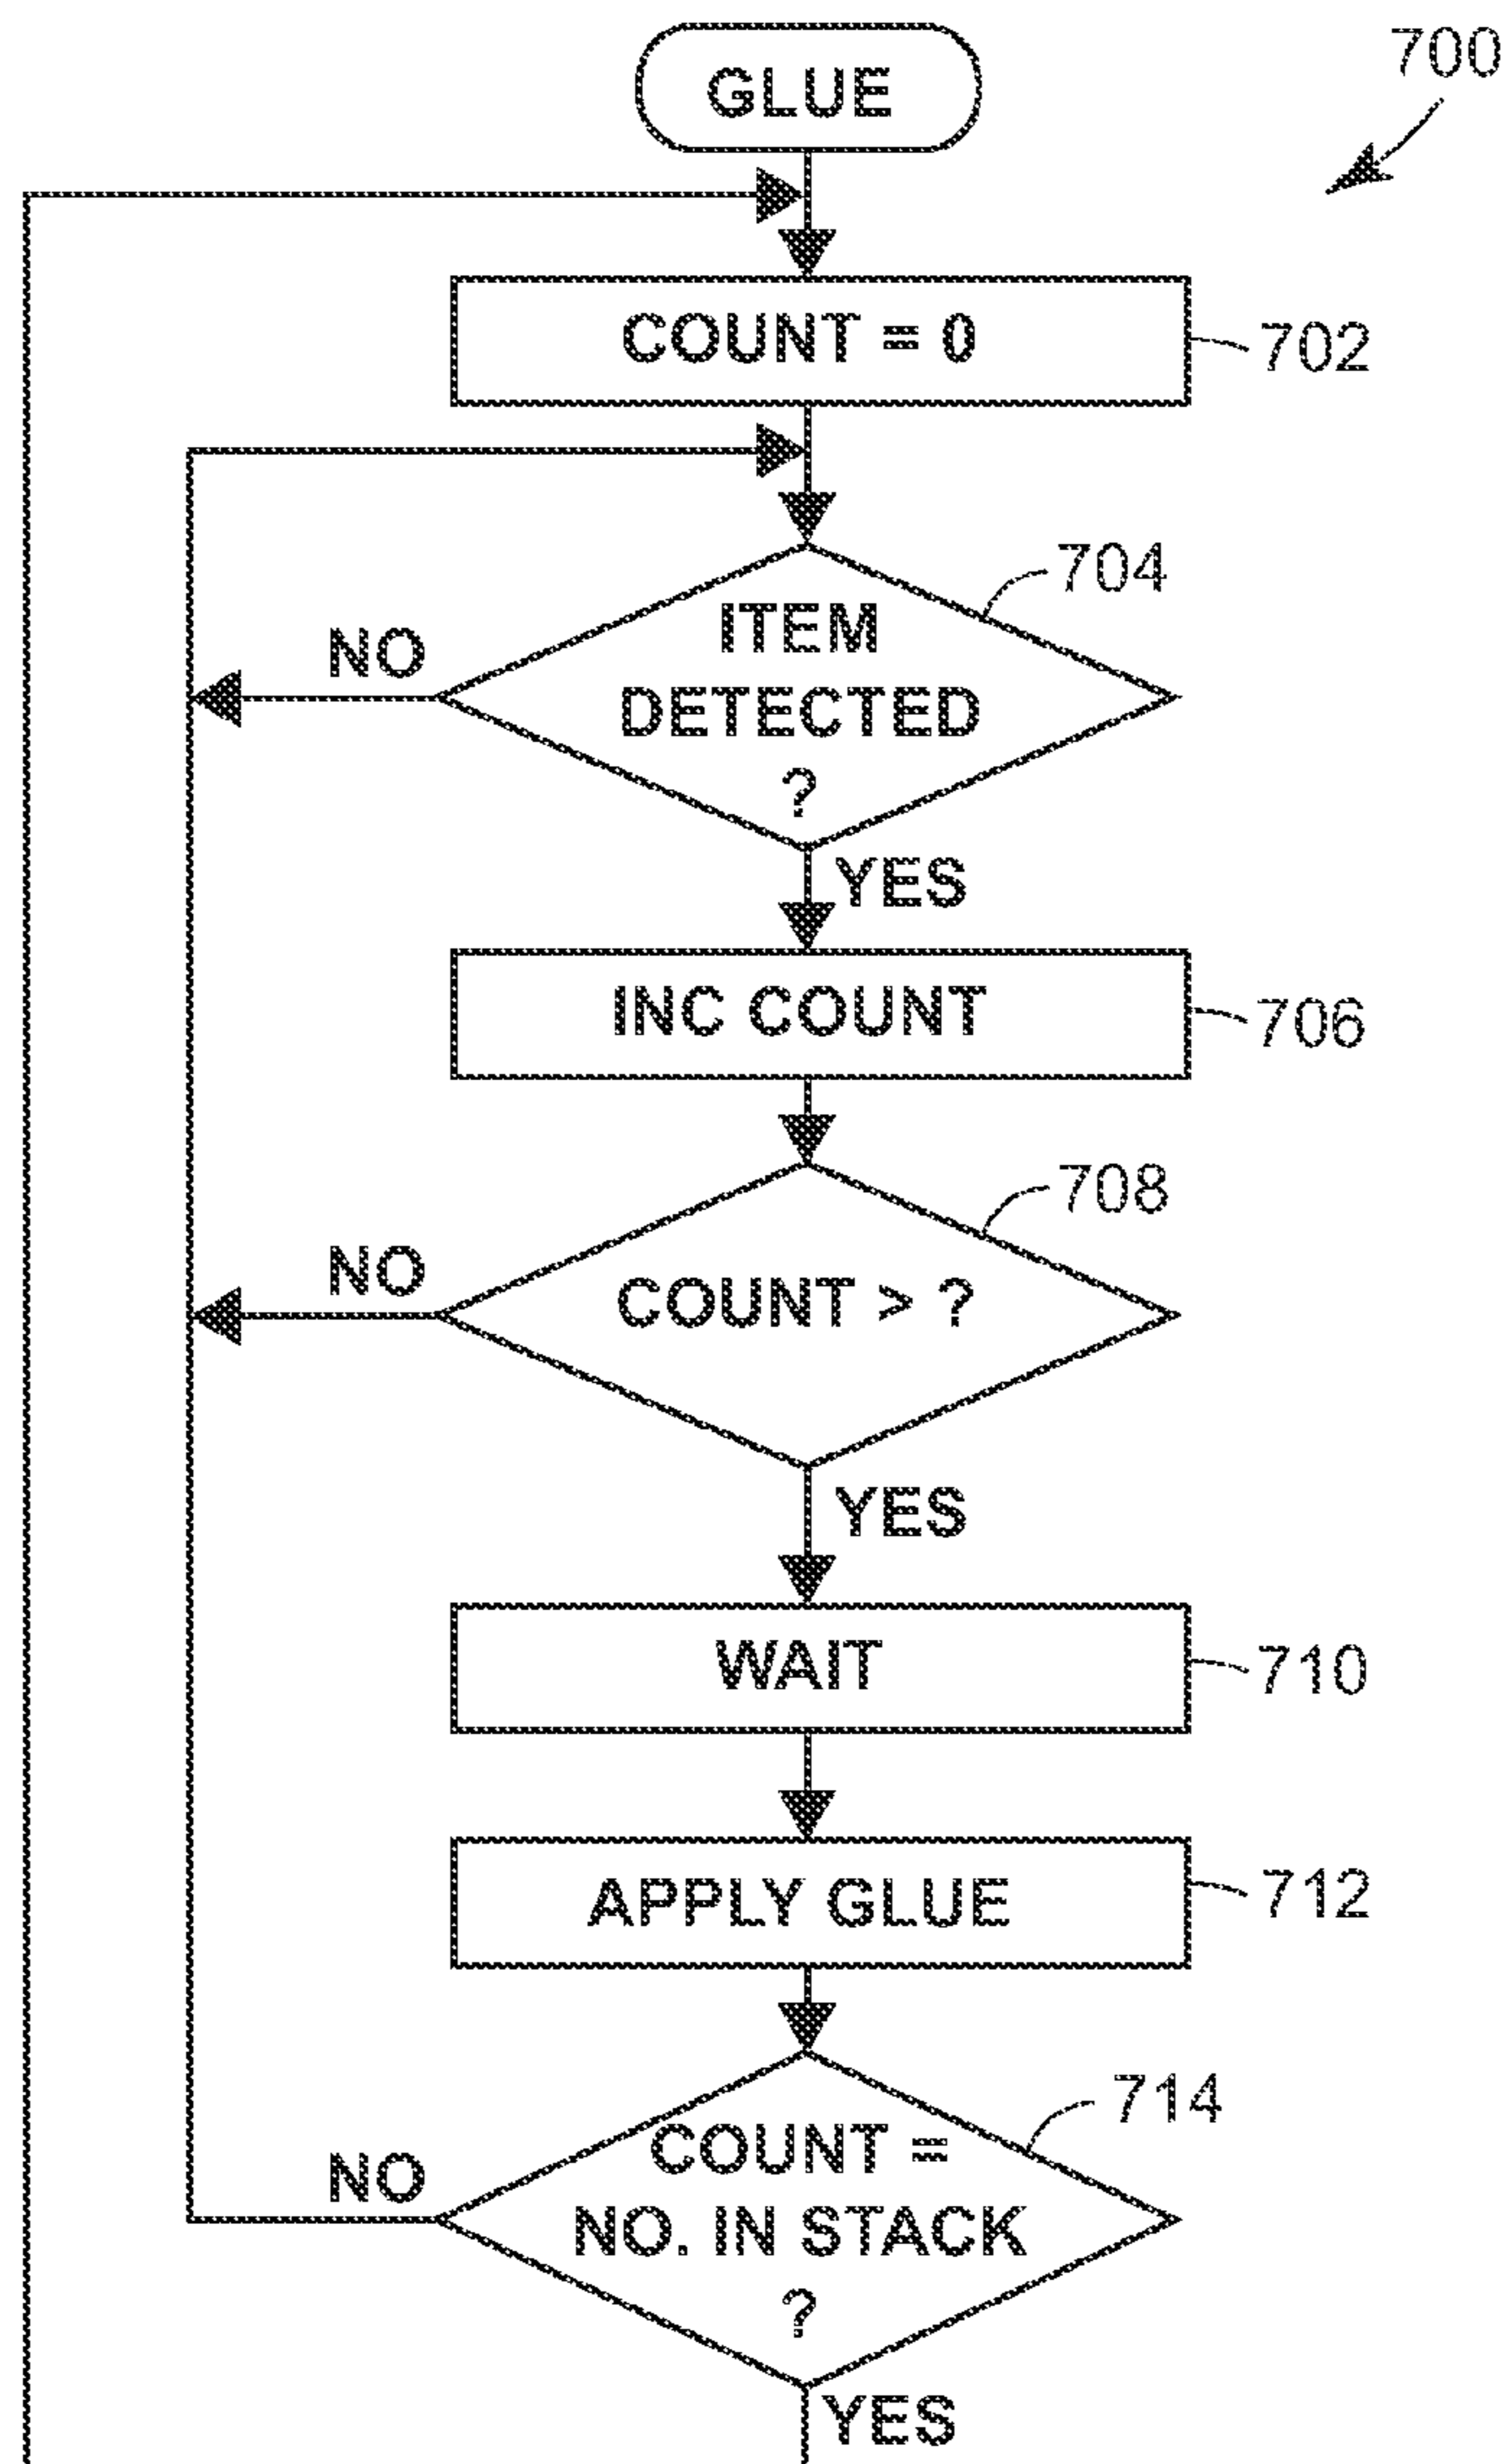 GLUE
700
COUNT = 0
702
704
ITEM
DETECTED
?
NO
YES
INC COUNT
706
708
COUNT > ?
NO
YES
WAIT
710
APPLY GLUE
712
714
COUNT =
NO. IN STACK
?
NO
YES